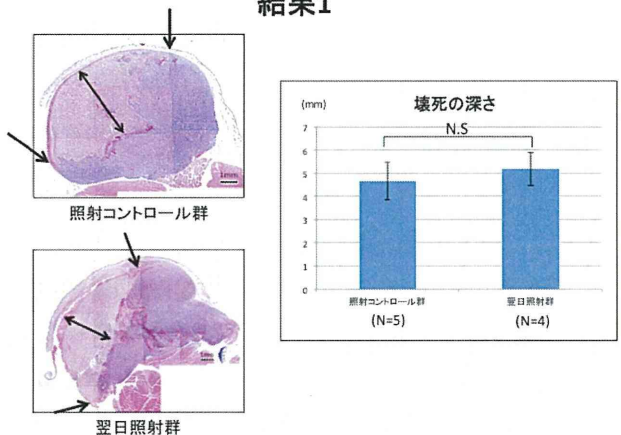 結果1
1mm
照射コントロール群
1mm
翌日照射群
(mm)
壊死の深さ
N.S
7
6
5
4
3
2
1
0
照射コントロール群
翌日照射群
(N=5)
(N=4)